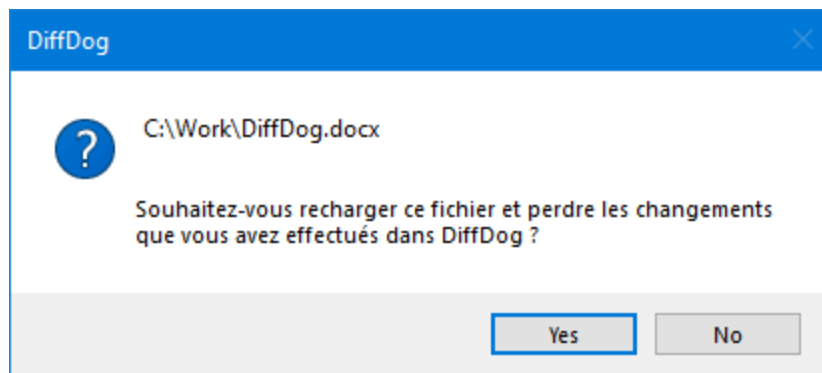 DiffDog
?
C:\Work\DiffDog.docx
Souhaitez-vous recharger ce fichier et perdre les changements
que vous avez effectués dans DiffDog ?
Yes
No